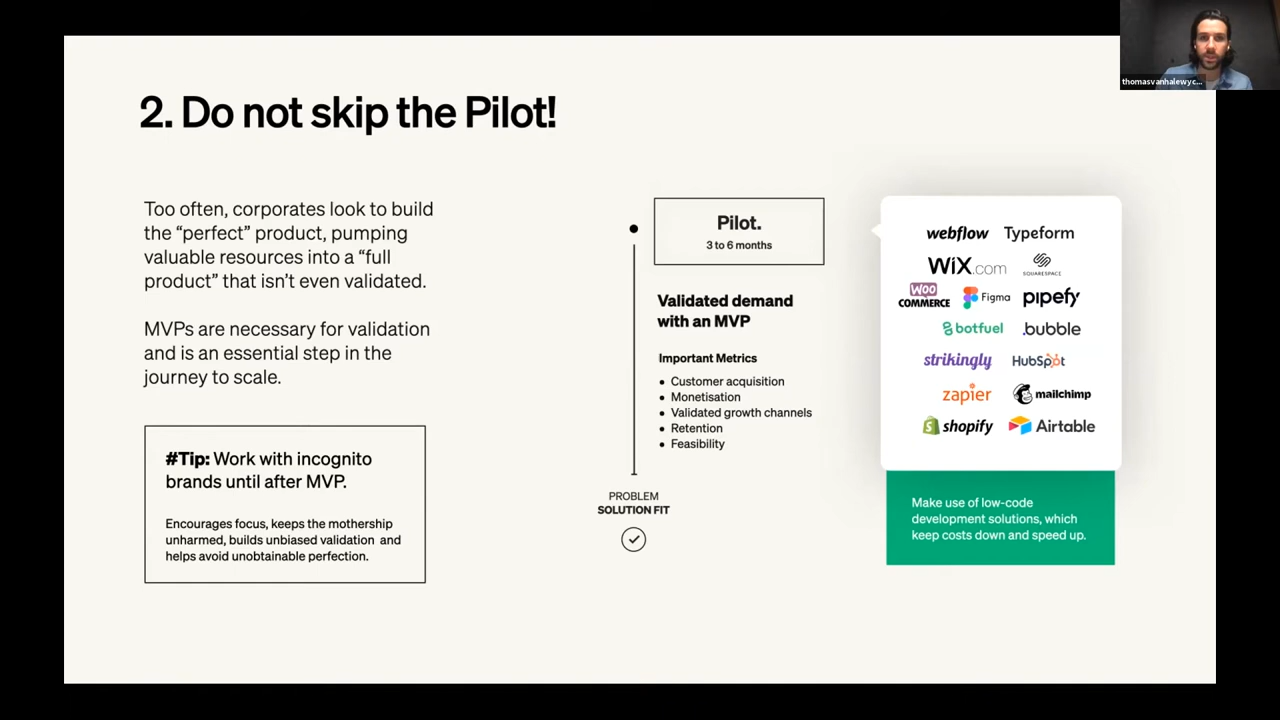 thomasvanhalewyc...
2. Do not skip the Pilot!
Too often, corporates look to build
the “perfect” product, pumping
valuable resources into a “full
product” that isn’t even validated.
MVPs are necessary for validation
and is an essential step in the
journey to scale.
#Tip: Work with incognito
brands until after MVP.
Encourages focus, keeps the mothership
unharmed, builds unbiased validation and
helps avoid unobtainable perfection.
Pilot.
3 to 6 months
Validated demand
with an MVP
Important Metrics
• Customer acquisition
• Monetisation
• Validated growth channels
• Retention
• Feasibility
PROBLEM
SOLUTION FIT
webflow Typeform
WiX.com SQUARESPACE
WOO COMMERCE Figma pipefy
botfuel .bubble
strikingly HubSpot
zapier mailchimp
shopify Airtable
Make use of low-code
development solutions, which
keep costs down and speed up.